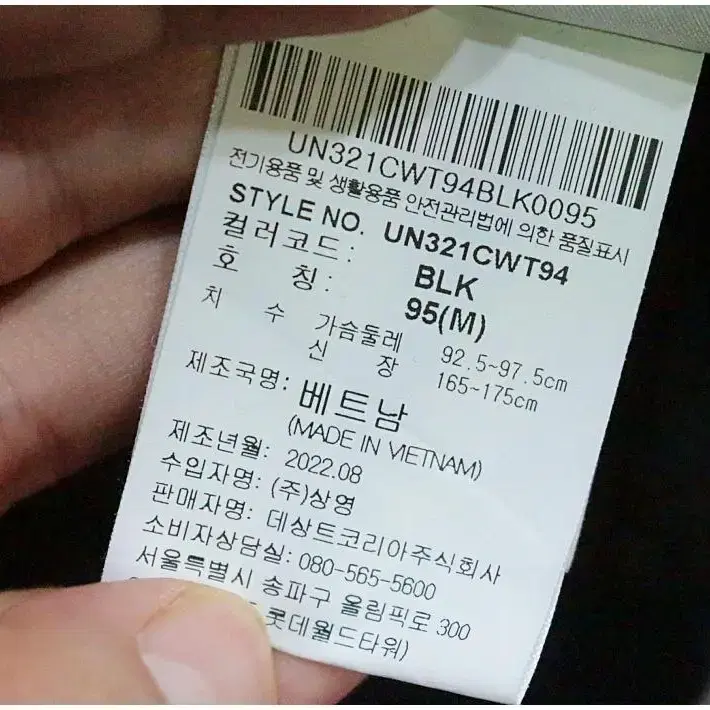 UN321CWT94BLK0095
전기용품 및 생활용품 안전관리법에 의한 품질표시
STYLE NO. UN321CWT94
컬러코드: BLK
호 칭: 95(M)
치 수 가슴둘레 92.5~97.5cm
신 장 165~175cm
제조국명: 베트남
(MADE IN VIETNAM)
제조년월: 2022.08
수입자명: (주)상영
판매자명: 데상트코리아주식회사
소비자상담실: 080-565-5600
서울특별시 송파구 올림픽로 300
롯데월드타워)